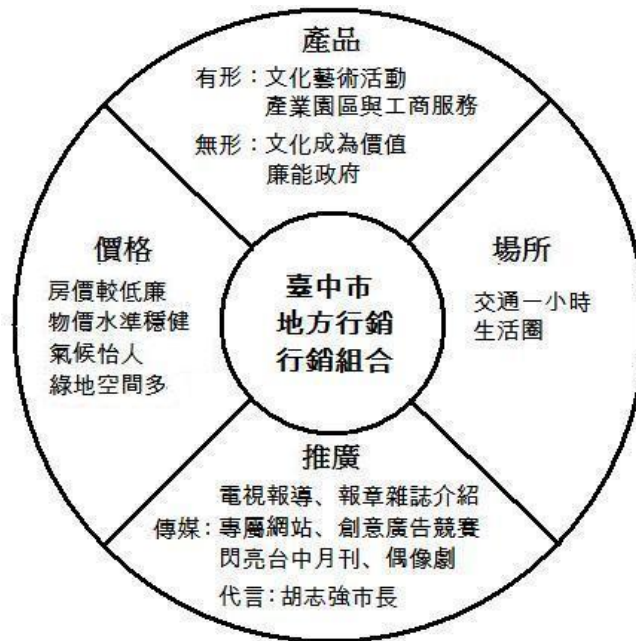 產品
有形：文化藝術活動
產業園區與工商服務
無形：文化成為價值
廉能政府
價格
房價較低廉
物價水準穩健
氣候怡人
綠地空間多
臺中市
地方行銷
行銷組合
場所
交通一小時
生活圈
推廣
電視報導、報章雜誌介紹
傳媒：專屬網站、創意廣告競賽
閃亮台中月刊、偶像劇
代言：胡志強市長